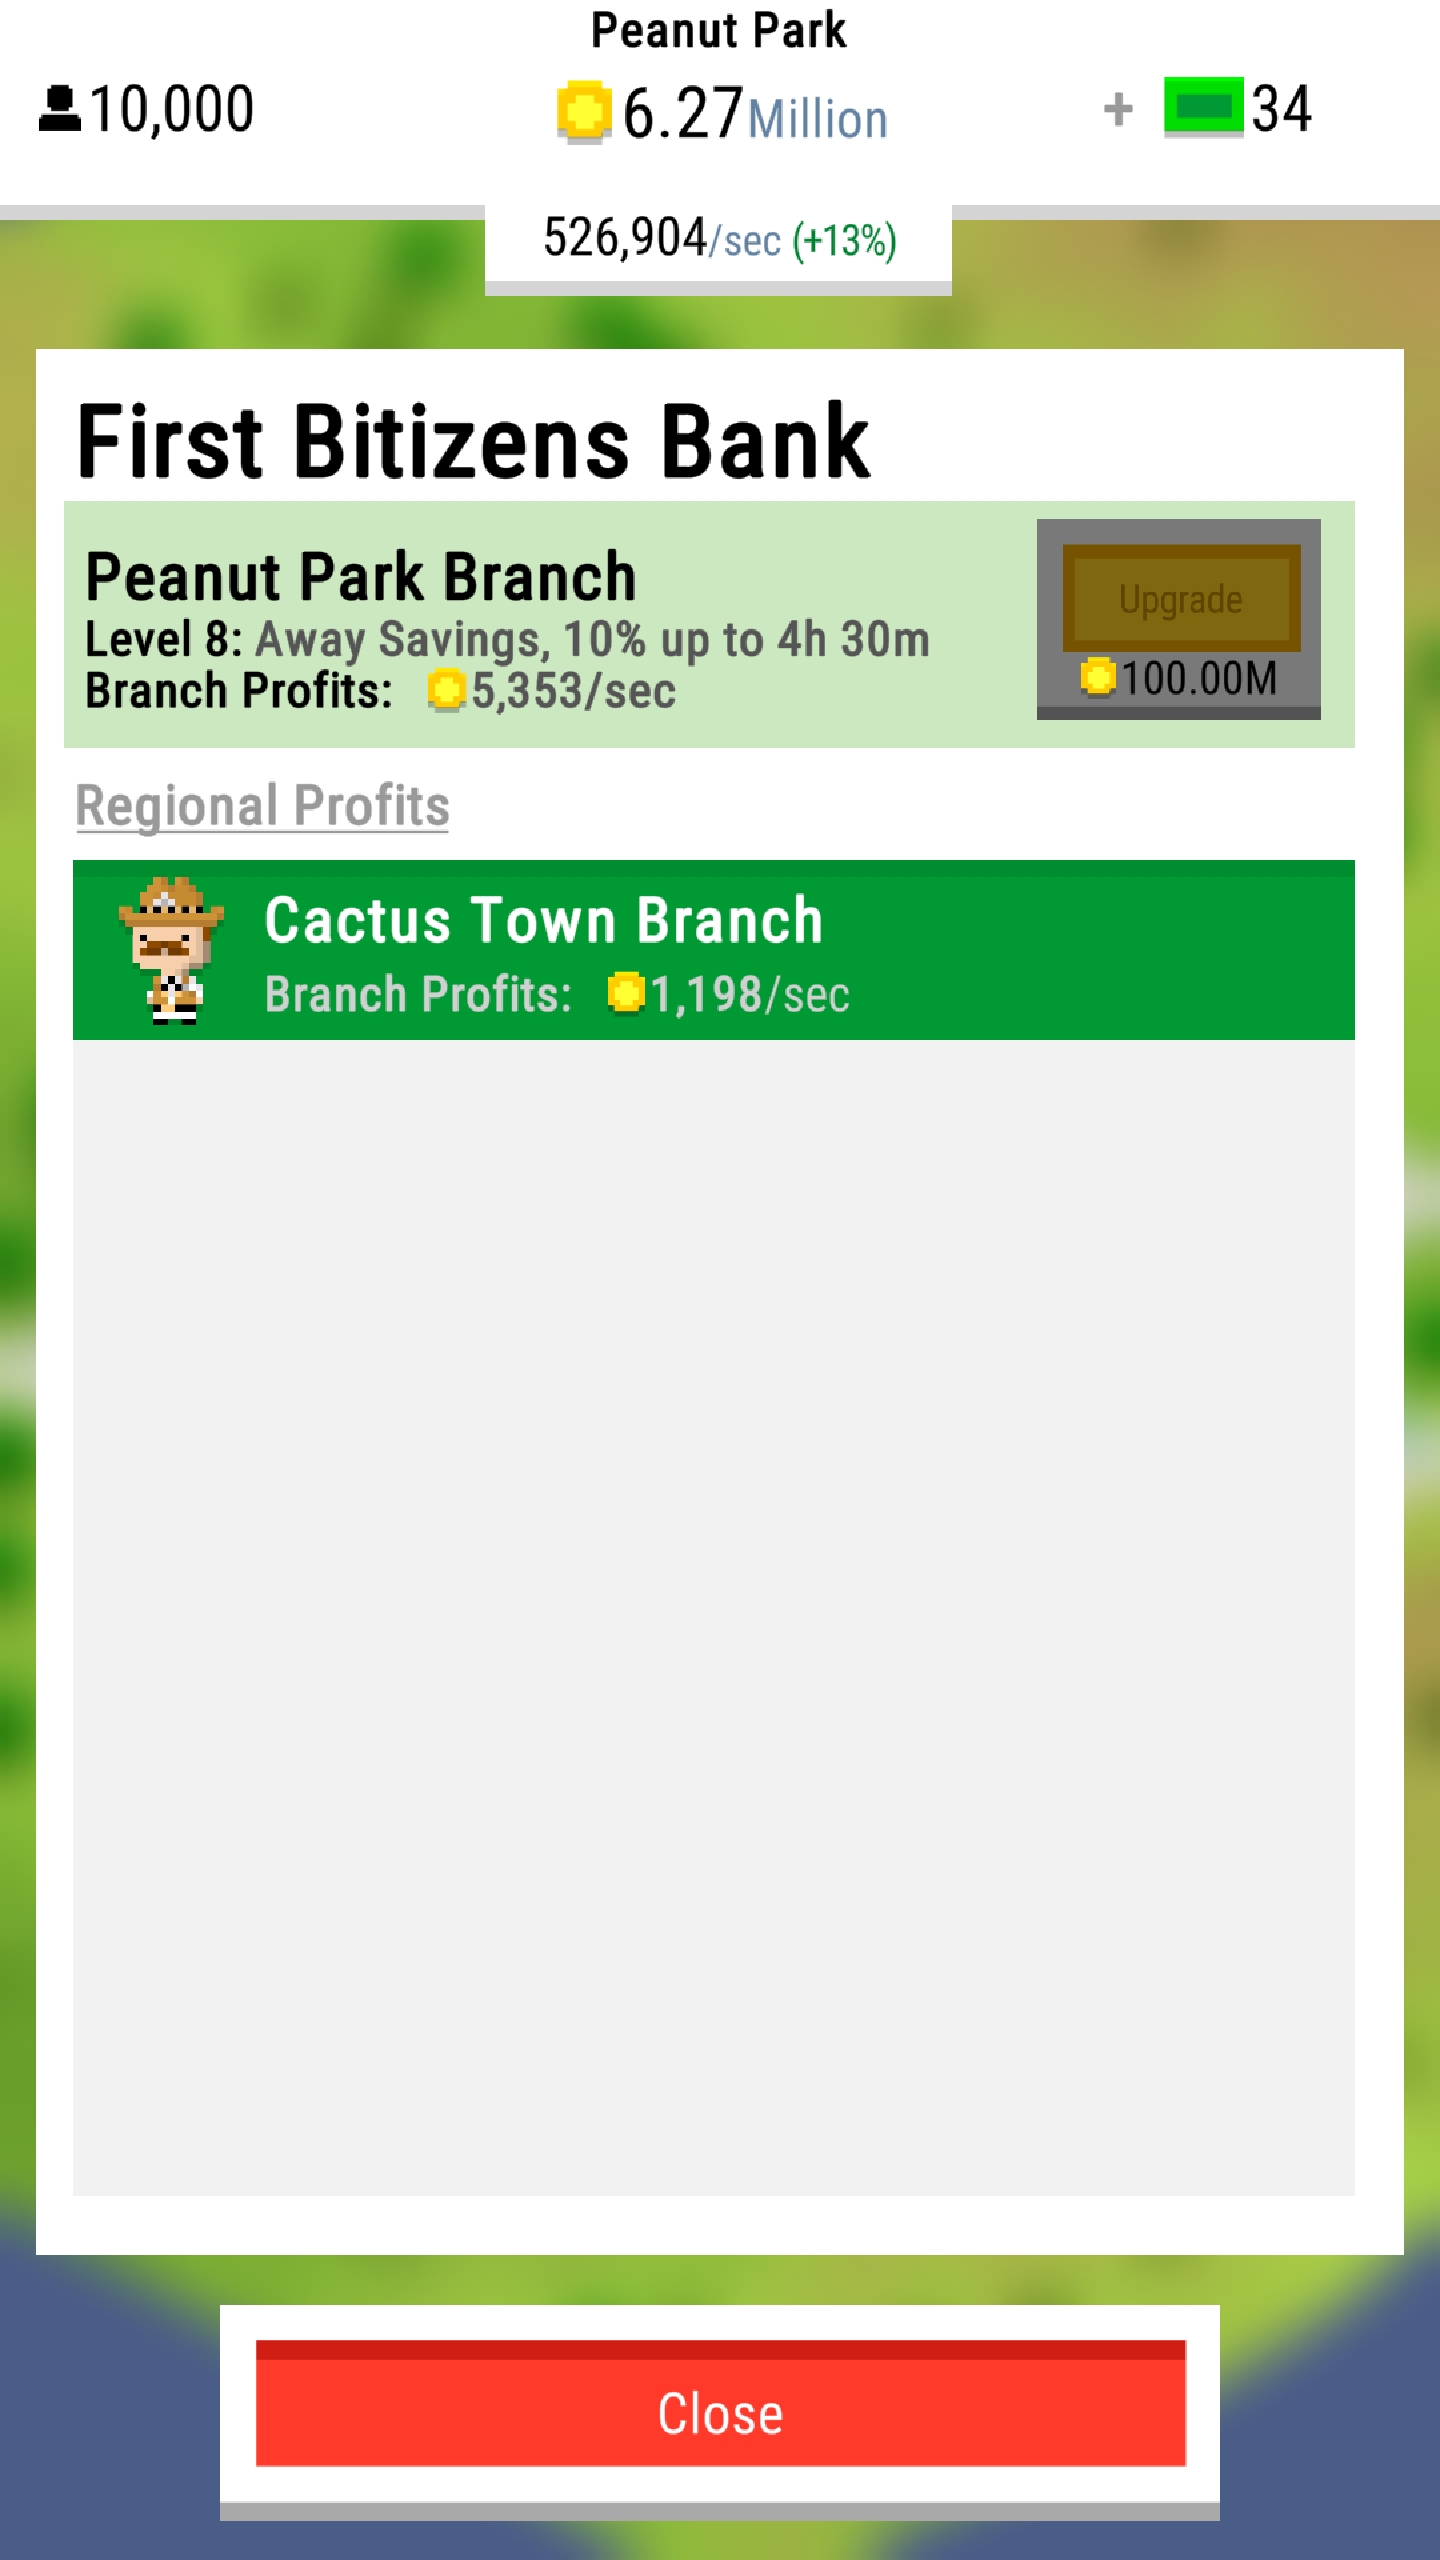 Peanut Park
10,000
6.27Million
+ 34
526,904/sec (+13%)
First Bitizens Bank
Peanut Park Branch
Level 8: Away Savings, 10% up to 4h 30m
Branch Profits: 5,353/sec
Upgrade
100.00M
Regional Profits
Cactus Town Branch
Branch Profits: 1,198/sec
Close